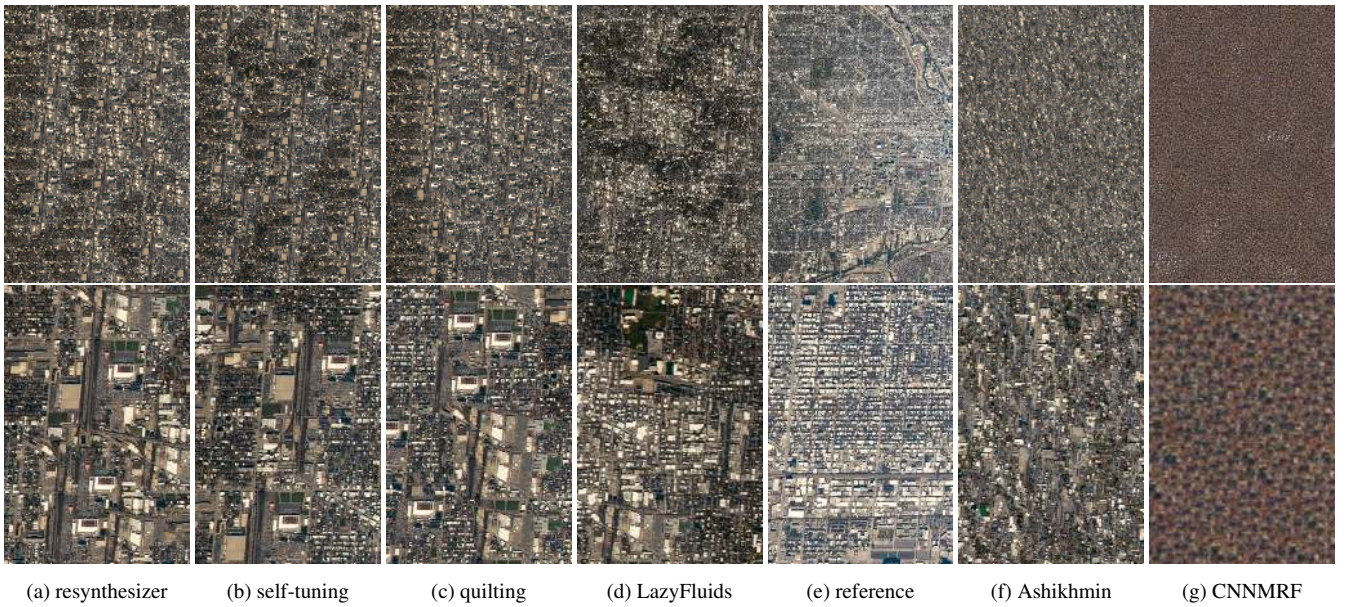 (a) resynthesizer
(b) self-tuning
(c) quilting
(d) LazyFluids
(e) reference
(f) Ashikhmin
(g) CNNMRF